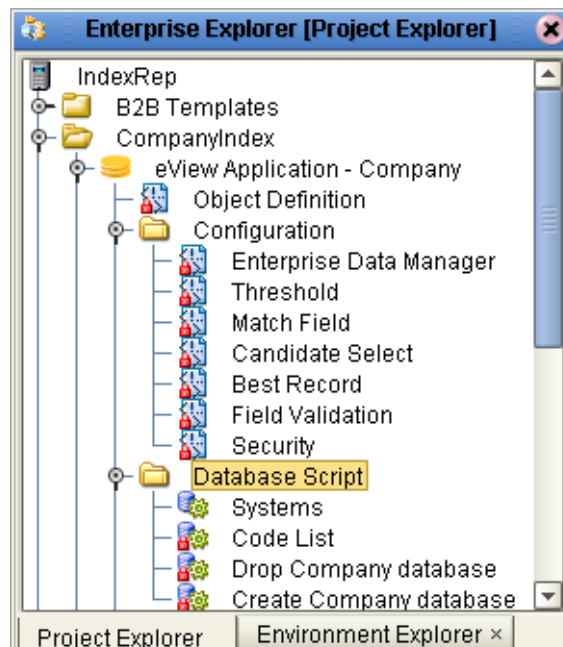 Enterprise Explorer [Project Explorer]
IndexRep
B2B Templates
CompanyIndex
eView Application - Company
Object Definition
Configuration
Enterprise Data Manager
Threshold
Match Field
Candidate Select
Best Record
Field Validation
Security
Database Script
Systems
Code List
Drop Company database
Create Company database
Project Explorer Environment Explorer ×